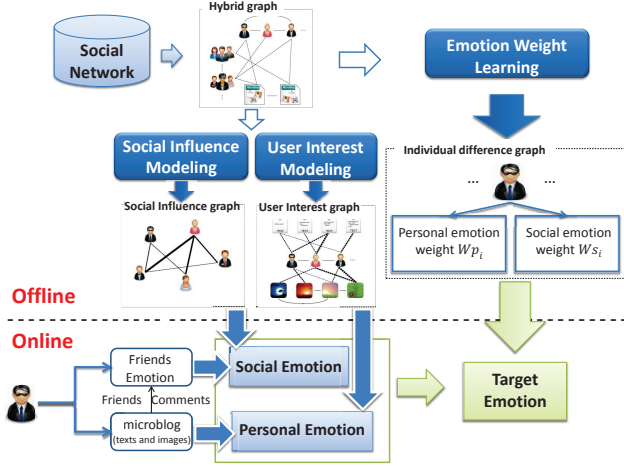 Hybrid graph
Social
Network
Emotion Weight
Learning
Social Influence
Modeling
User Interest
Modeling
Individual difference graph
...
...
Social Influence graph
User Interest graph
Personal emotion
weight Wp_i
Social emotion
weight Ws_i
Offline
Online
Friends
Emotion
Social Emotion
Friends
Comments
Target
Emotion
microblog
(texts and images)
Personal Emotion